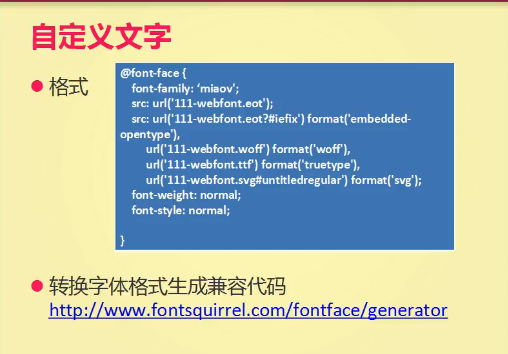 自定义文字
格式
@font-face {
font-family: ‘miaov';
src: url('111-webfont.eot');
src: url('111-webfont.eot?#iefix') format('embedded-
opentype'),
url('111-webfont.woff') format('woff'),
url('111-webfont.ttf') format('truetype'),
url('111-webfont.svg#untitledregular') format('svg');
font-weight: normal;
font-style: normal;
}
转换字体格式生成兼容代码
http://www.fontsquirrel.com/fontface/generator